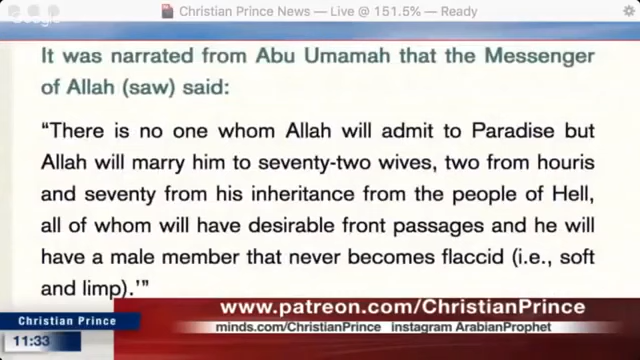 Christian Prince News — Live @ 151.5% — Ready
It was narrated from Abu Umamah that the Messenger
of Allah (saw) said:
“There is no one whom Allah will admit to Paradise but
Allah will marry him to seventy-two wives, two from houris
and seventy from his inheritance from the people of Hell,
all of whom will have desirable front passages and he will
have a male member that never becomes flaccid (i.e., soft
and limp).’”
www.patreon.com/ChristianPrince
Christian Prince
minds.com/ChristianPrince instagram ArabianProphet
11:33